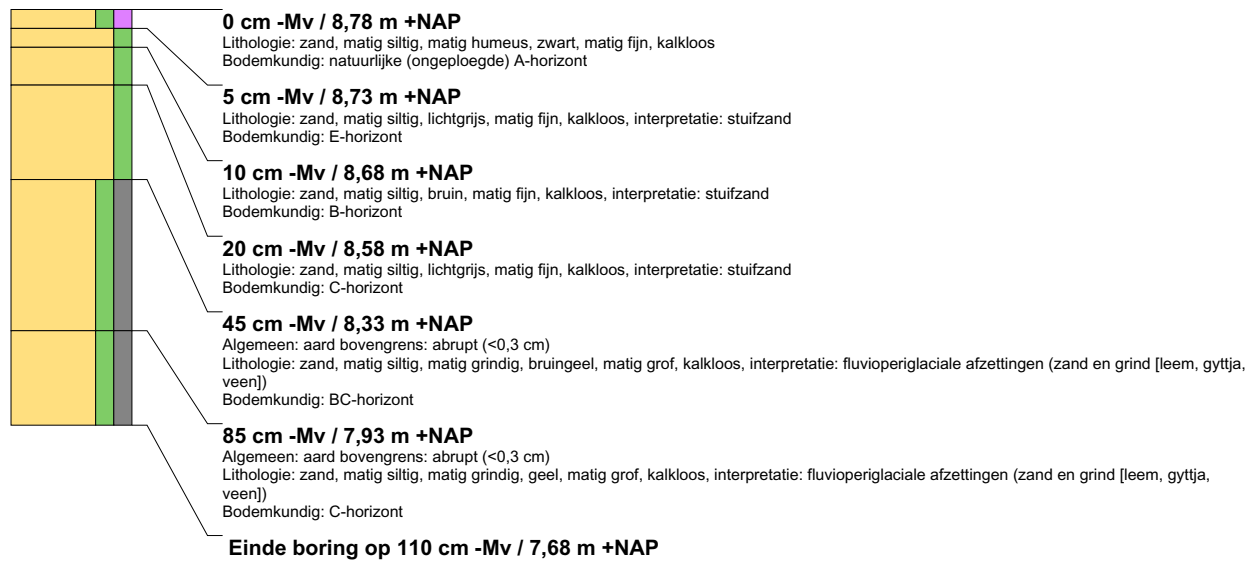 0 cm -Mv / 8,78 m +NAP
Lithologie: zand, matig siltig, matig humeus, zwart, matig fijn, kalkloos
Bodemkundig: natuurlijke (ongeploegde) A-horizont
5 cm -Mv / 8,73 m +NAP
Lithologie: zand, matig siltig, lichtgrijs, matig fijn, kalkloos, interpretatie: stuifzand
Bodemkundig: E-horizont
10 cm -Mv / 8,68 m +NAP
Lithologie: zand, matig siltig, bruin, matig fijn, kalkloos, interpretatie: stuifzand
Bodemkundig: B-horizont
20 cm -Mv / 8,58 m +NAP
Lithologie: zand, matig siltig, lichtgrijs, matig fijn, kalkloos, interpretatie: stuifzand
Bodemkundig: C-horizont
45 cm -Mv / 8,33 m +NAP
Algemeen: aard bovengrens: abrupt (<0,3 cm)
Lithologie: zand, matig siltig, matig grindig, bruingeel, matig grof, kalkloos, interpretatie: fluvioperiglaciale afzettingen (zand en grind [leem, gyttja,
veen])
Bodemkundig: BC-horizont
85 cm -Mv / 7,93 m +NAP
Algemeen: aard bovengrens: abrupt (<0,3 cm)
Lithologie: zand, matig siltig, matig grindig, geel, matig grof, kalkloos, interpretatie: fluvioperiglaciale afzettingen (zand en grind [leem, gyttja,
veen])
Bodemkundig: C-horizont
Einde boring op 110 cm -Mv / 7,68 m +NAP